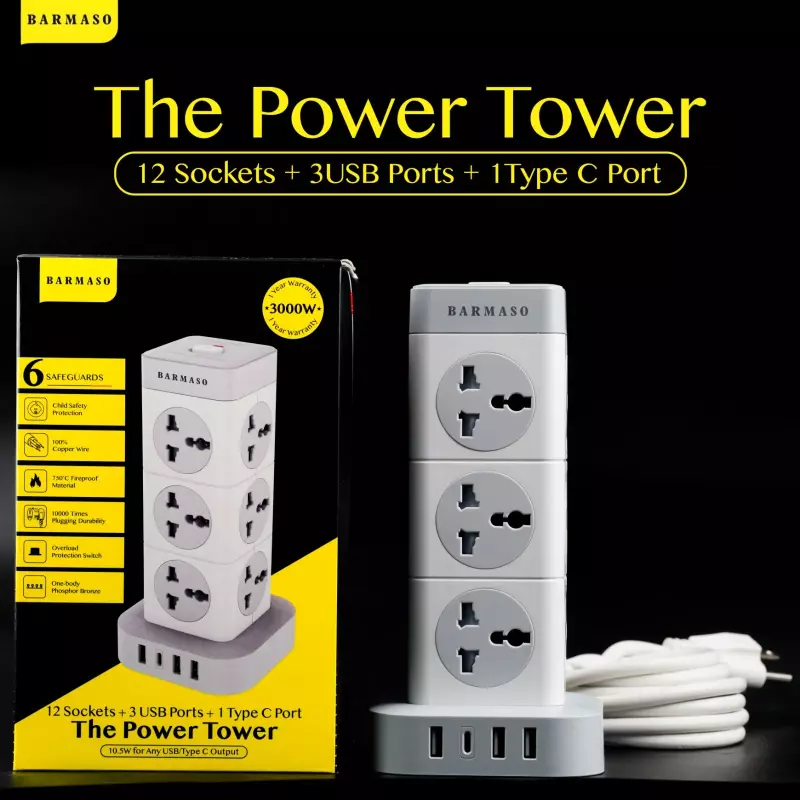 BARMASO
The Power Tower
12 Sockets + 3USB Ports + 1Type C Port
BARMASO
1 Year Warranty
3000W
1 Year Warranty
BARMASO
6 SAFEGUARDS
Child Safety
Protection
100%
Copper Wire
750°C Fireproof
Material
10000 Times
Plugging Durability
Overload
Protection Switch
One-body
Phosphor Bronze
12 Sockets + 3 USB Ports + 1 Type C Port
The Power Tower
10.5W for Any USB/Type C Output
BARMASO